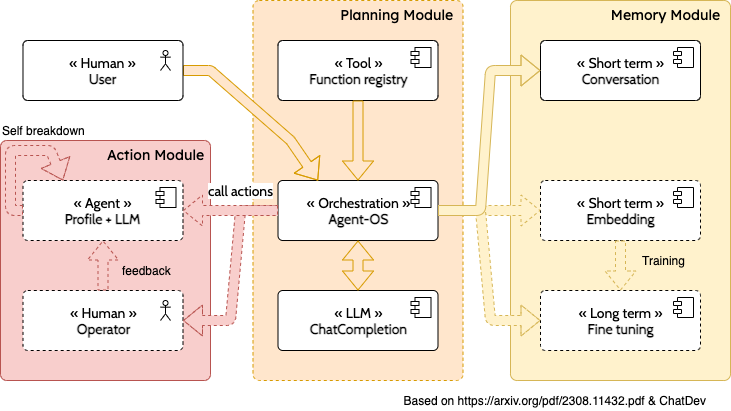 Planning Module
Memory Module
« Human »
User
« Tool »
Function registry
« Short term »
Conversation
Self breakdown
Action Module
call actions
« Agent »
Profile + LLM
« Orchestration »
Agent-OS
« Short term »
Embedding
feedback
Training
« Human »
Operator
« LLM »
ChatCompletion
« Long term »
Fine tuning
Based on https://arxiv.org/pdf/2308.11432.pdf & ChatDev